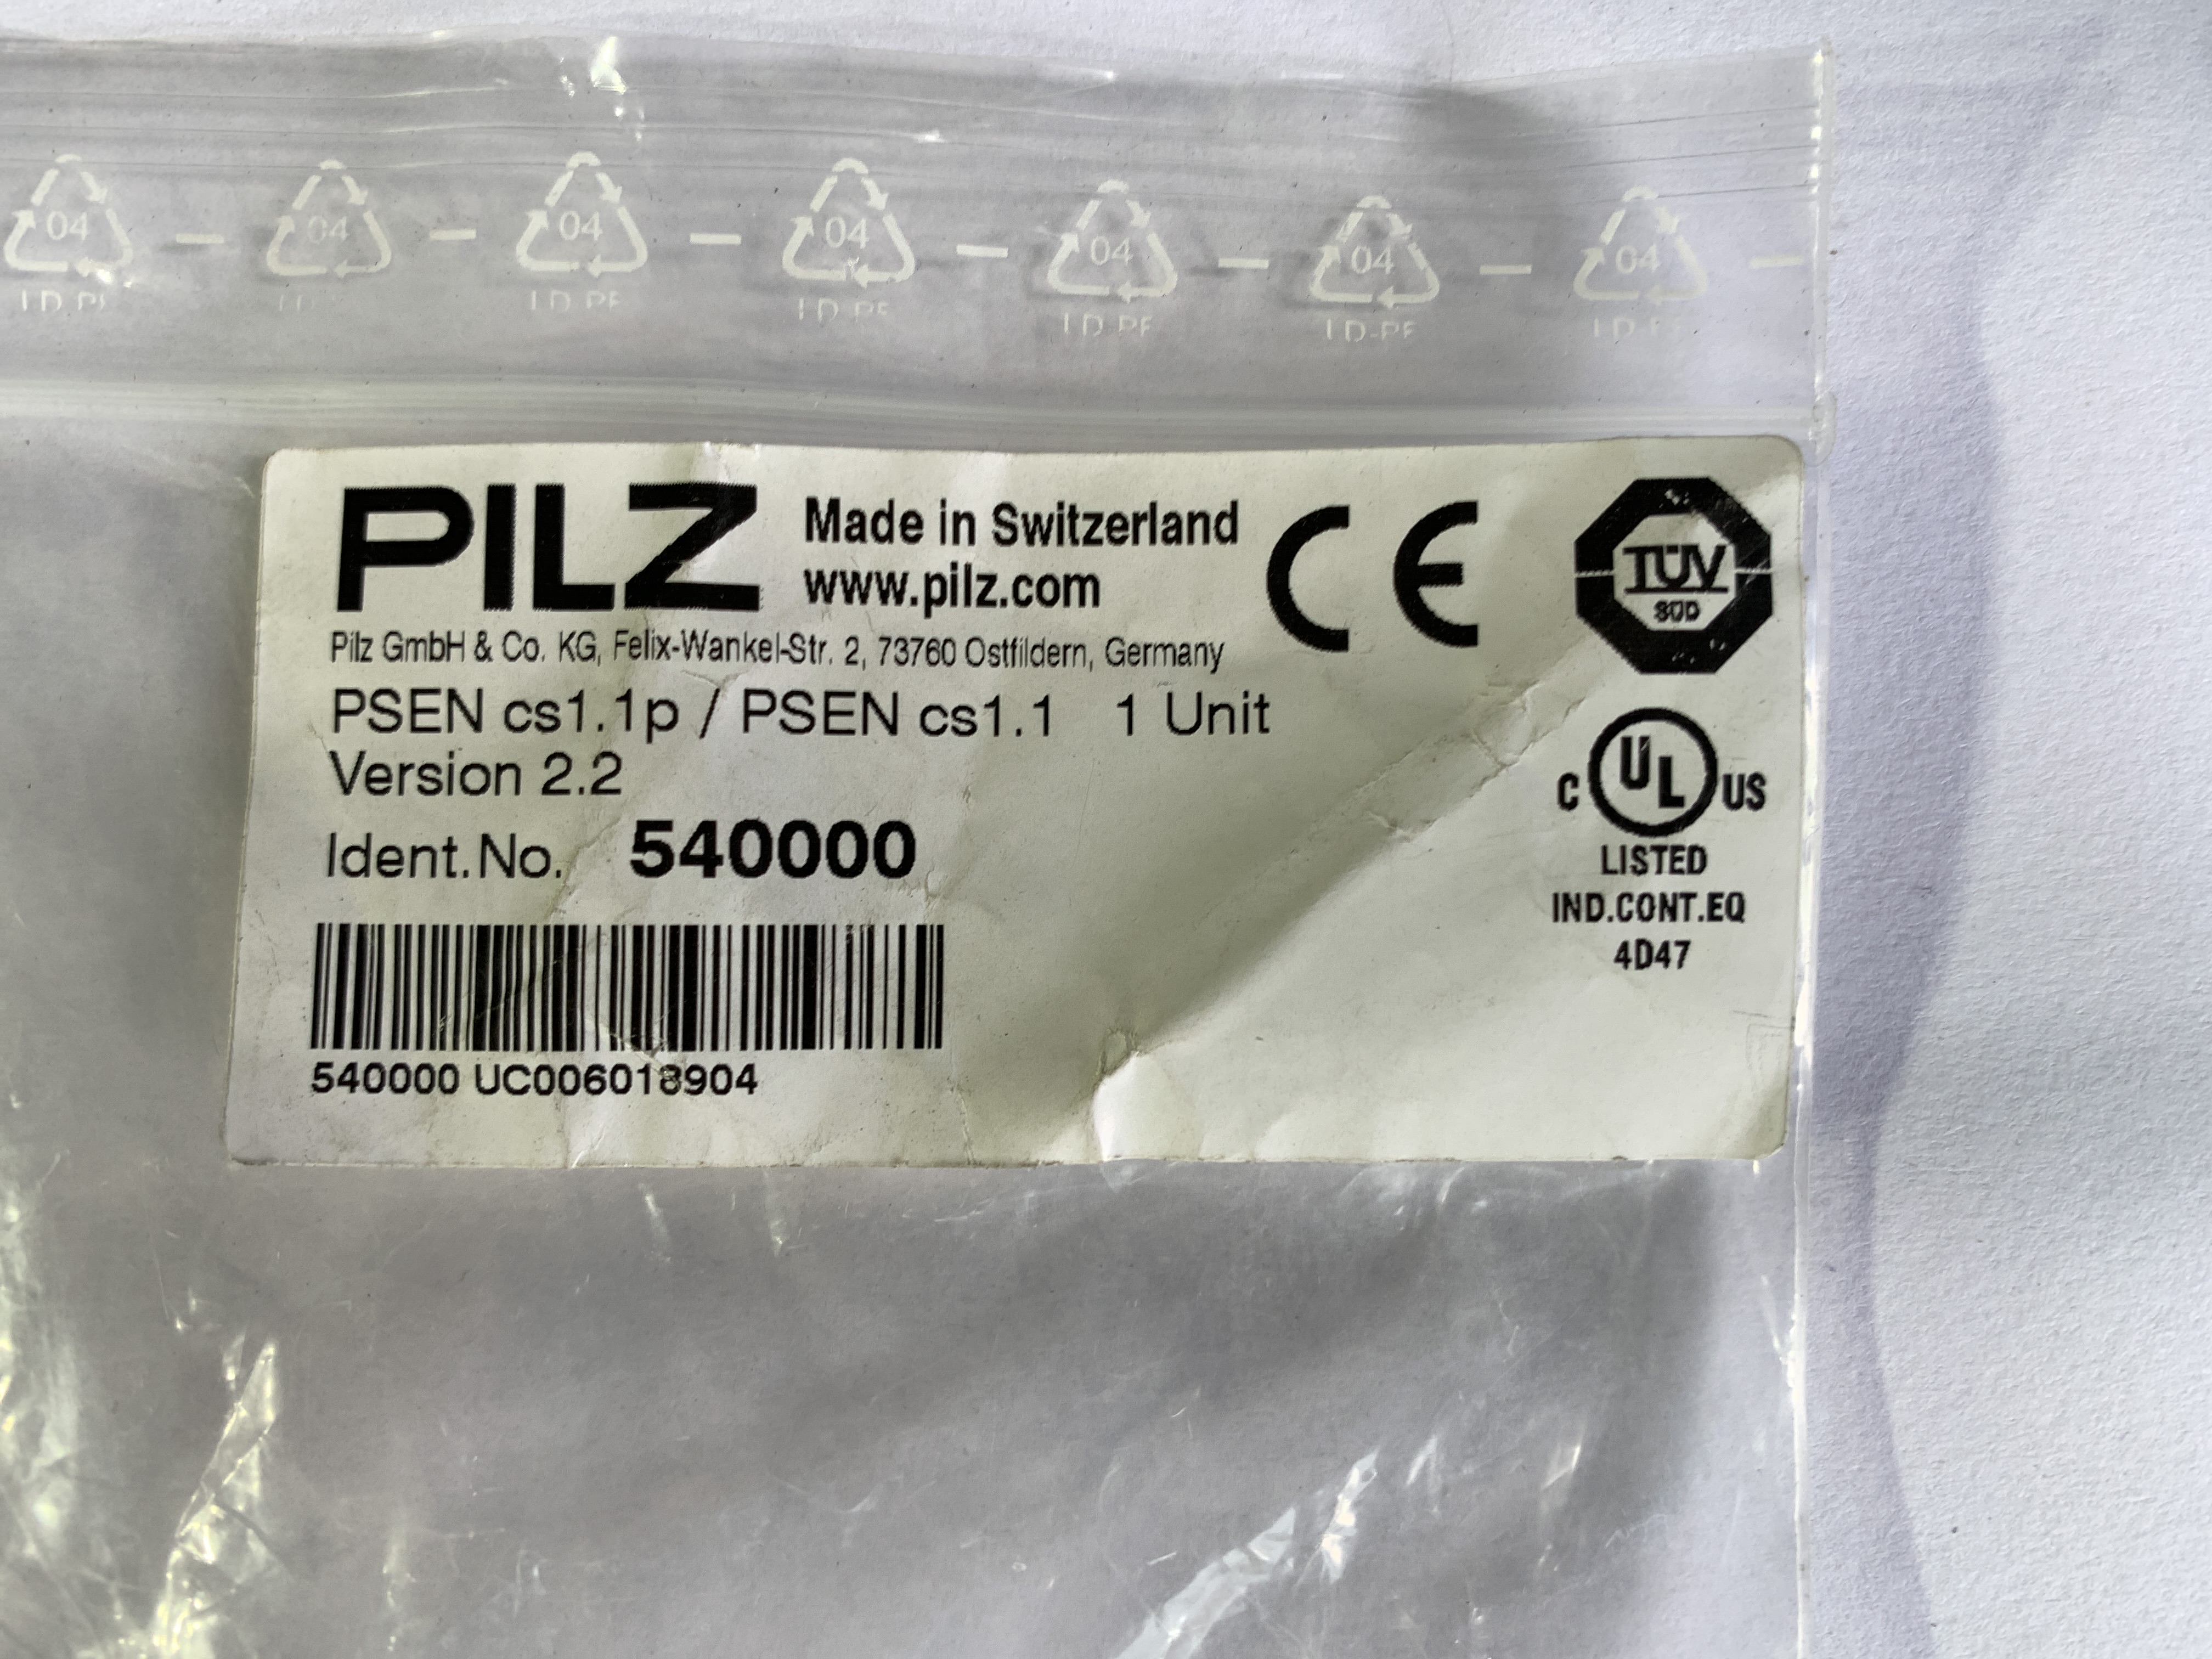 04 – 04 – 04 – 04 – 04 – 04 – 04 –
PILZ
Made in Switzerland
www.pilz.com
CE
TÜV
SÜD
Pilz GmbH & Co. KG, Felix-Wankel-Str. 2, 73760 Ostfildern, Germany
PSEN cs1.1p / PSEN cs1.1 1 Unit
Version 2.2
Ident.No. 540000
C UL US
LISTED
IND.CONT.EQ
4D47
540000 UC006018904